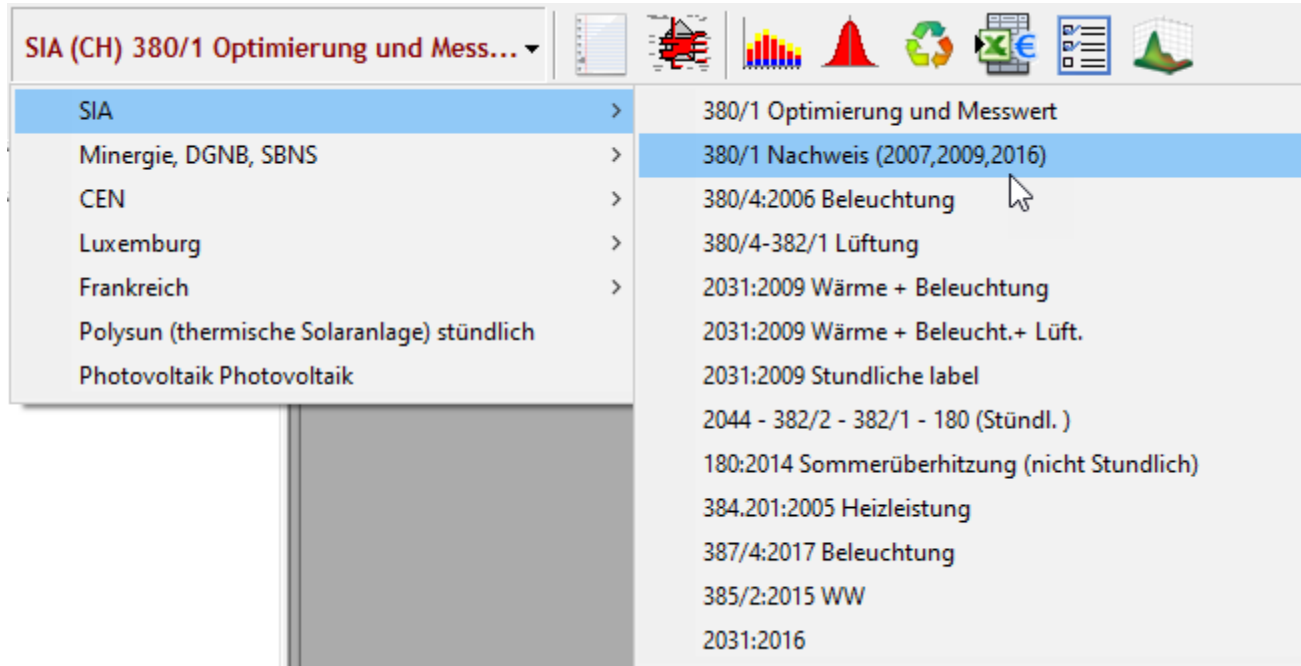 SIA (CH) 380/1 Optimierung und Mess...
SIA
Minergie, DGNB, SBNS
CEN
Luxemburg
Frankreich
Polysun (thermische Solaranlage) stündlich
Photovoltaik Photovoltaik
380/1 Optimierung und Messwert
380/1 Nachweis (2007,2009,2016)
380/4:2006 Beleuchtung
380/4-382/1 Lüftung
2031:2009 Wärme + Beleuchtung
2031:2009 Wärme + Beleucht.+ Lüft.
2031:2009 Stundliche label
2044 - 382/2 - 382/1 - 180 (Stündl. )
180:2014 Sommerüberhitzung (nicht Stundlich)
384.201:2005 Heizleistung
387/4:2017 Beleuchtung
385/2:2015 WW
2031:2016